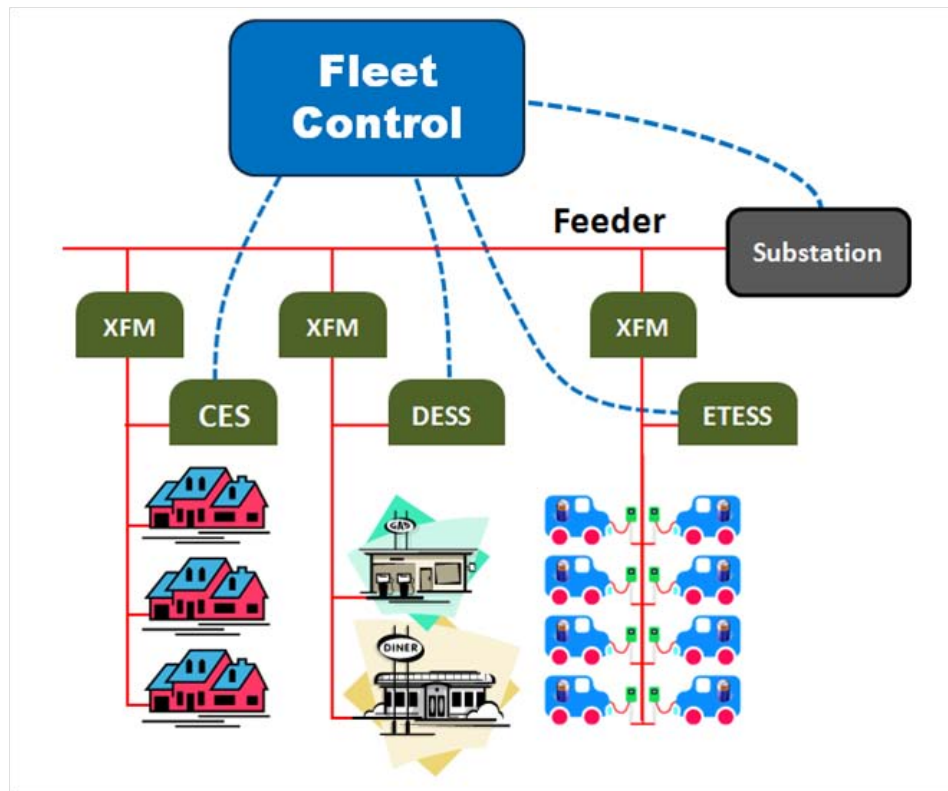 Fleet
Control
Feeder
Substation
XFM
XFM
XFM
CES
DESS
ETESS
GAS
DINER